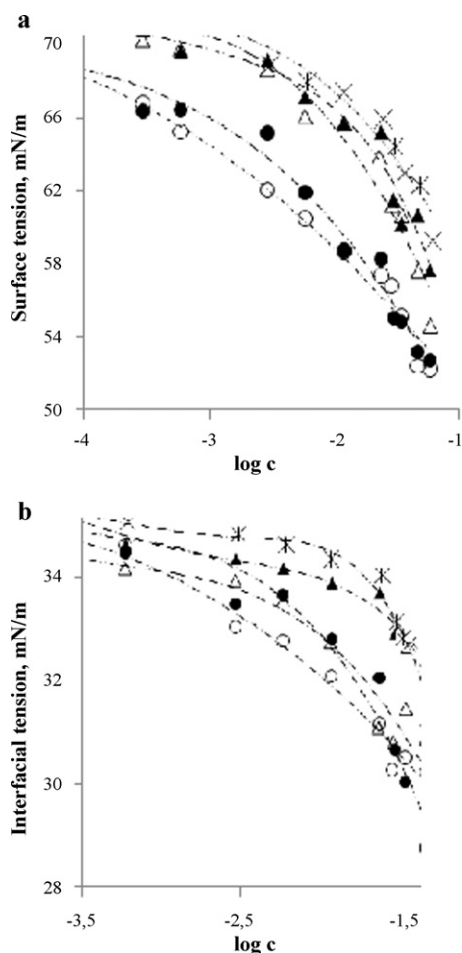 a
Surface tension, mN/m
70
66
62
58
54
50
-4
-3
-2
-1
log c
b
Interfacial tension, mN/m
34
32
30
28
-3,5
-2,5
-1,5
log c